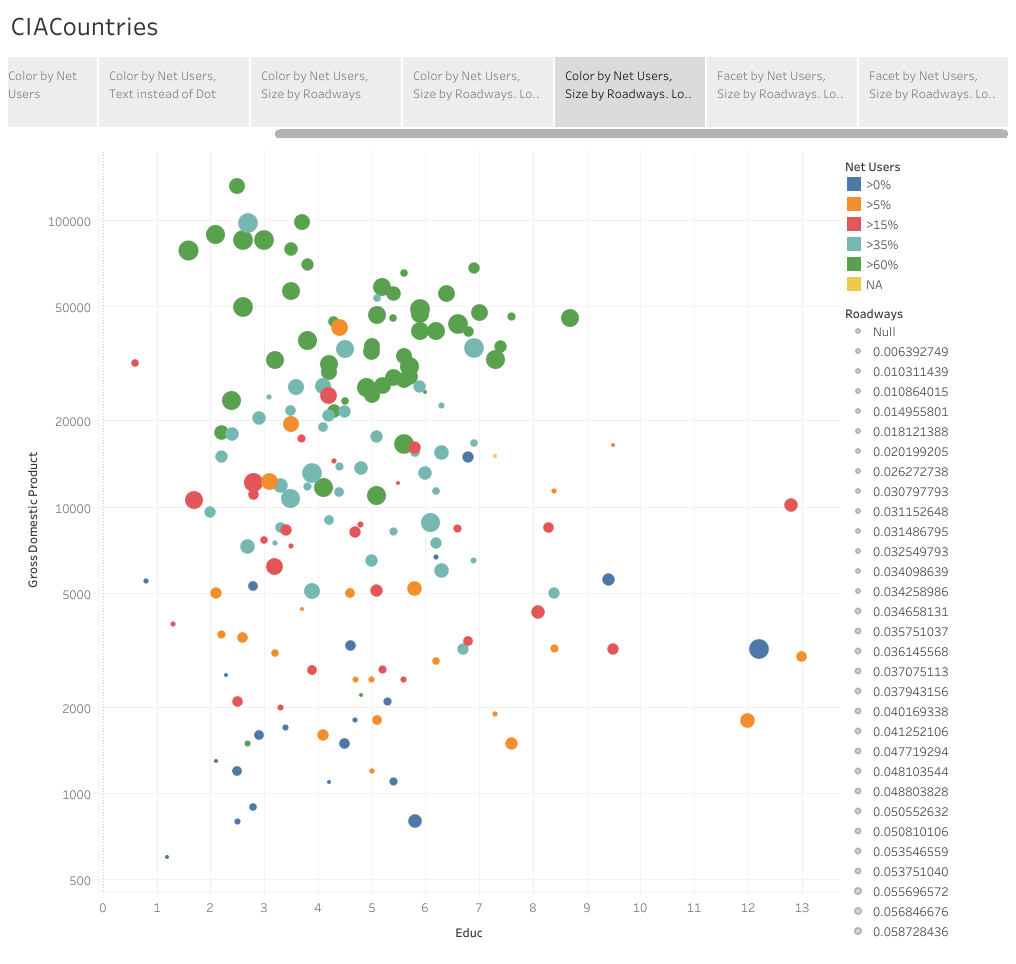 CIACountries
Color by Net
Users
Color by Net Users,
Text instead of Dot
Color by Net Users,
Size by Roadways
Color by Net Users,
Size by Roadways. Lo..
Color by Net Users,
Size by Roadways. Lo..
Facet by Net Users,
Size by Roadways. Lo..
Facet by Net Users,
Size by Roadways. Lo..
Gross Domestic Product
100000
50000
20000
10000
5000
2000
1000
500
0 1 2 3 4 5 6 7 8 9 10 11 12 13
Educ
Net Users
>0%
>5%
>15%
>35%
>60%
NA
Roadways
Null
0.006392749
0.010311439
0.010864015
0.014955801
0.018121388
0.020199205
0.026272738
0.030797793
0.031152648
0.031486795
0.032549793
0.034098639
0.034258986
0.034658131
0.035751037
0.036145568
0.037075113
0.037943156
0.040169338
0.041252106
0.047719294
0.048103544
0.048803828
0.050552632
0.050810106
0.053546559
0.053751040
0.055696572
0.056846676
0.058728436